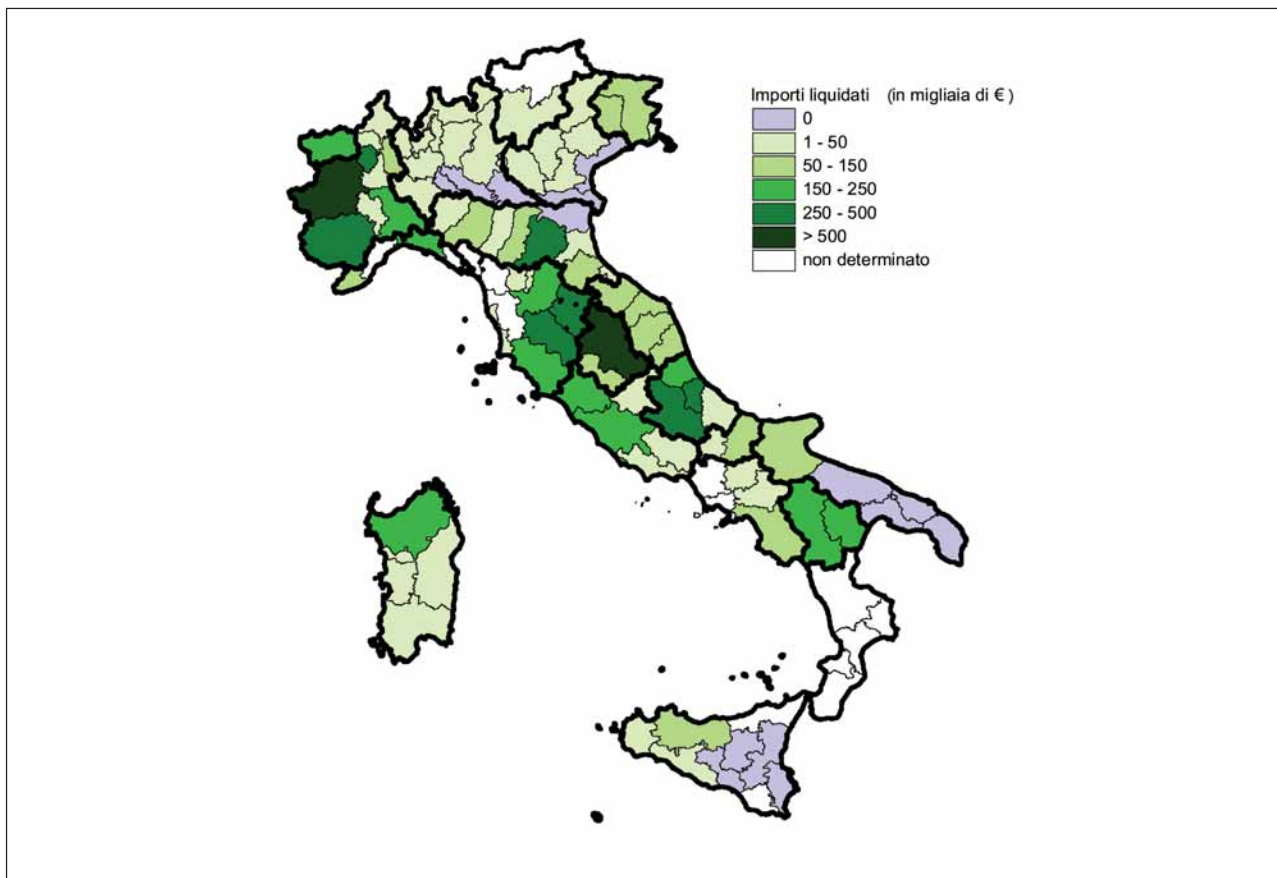 Importi liquidati (in migliaia di €)
0
1 - 50
50 - 150
150 - 250
250 - 500
> 500
non determinato